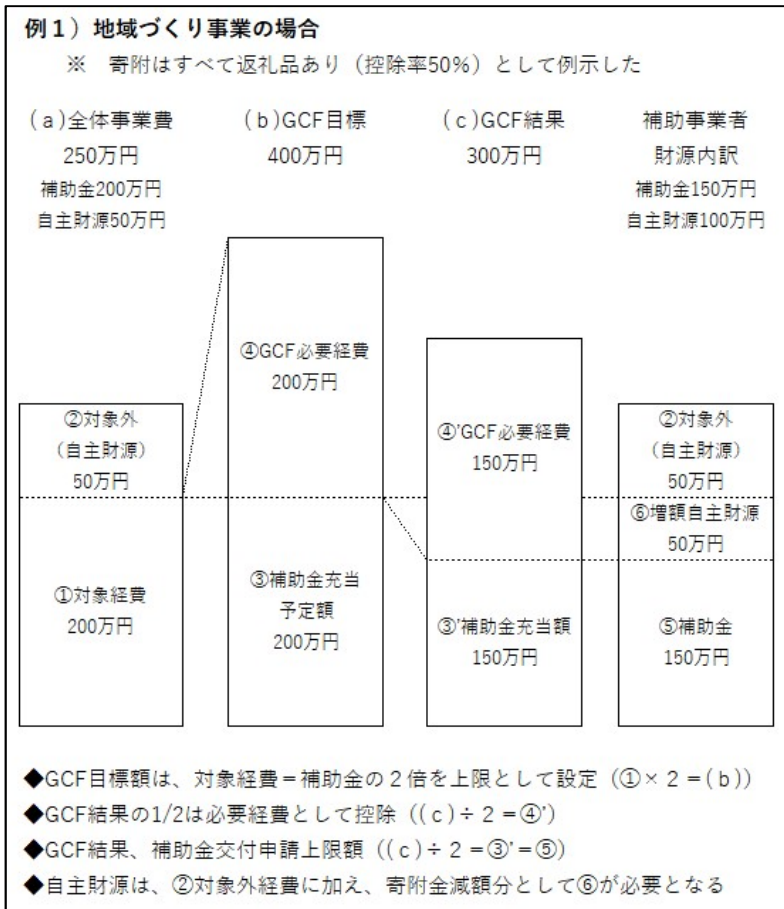 例1）地域づくり事業の場合
※　寄附はすべて返礼品あり（控除率50%）として例示した
(a)全体事業費
250万円
補助金200万円
自主財源50万円
(b)GCF目標
400万円
(c)GCF結果
300万円
補助事業者
財源内訳
補助金150万円
自主財源100万円
②対象外
（自主財源）
50万円
①対象経費
200万円
④GCF必要経費
200万円
③補助金充当
予定額
200万円
④'GCF必要経費
150万円
③'補助金充当額
150万円
②対象外
（自主財源）
50万円
⑥増額自主財源
50万円
⑤補助金
150万円
◆GCF目標額は、対象経費＝補助金の２倍を上限として設定（①×２＝(b)）
◆GCF結果の1/2は必要経費として控除（(c)÷２＝④'）
◆GCF結果、補助金交付申請上限額（(c)÷２＝③'＝⑤）
◆自主財源は、②対象外経費に加え、寄附金減額分として⑥が必要となる